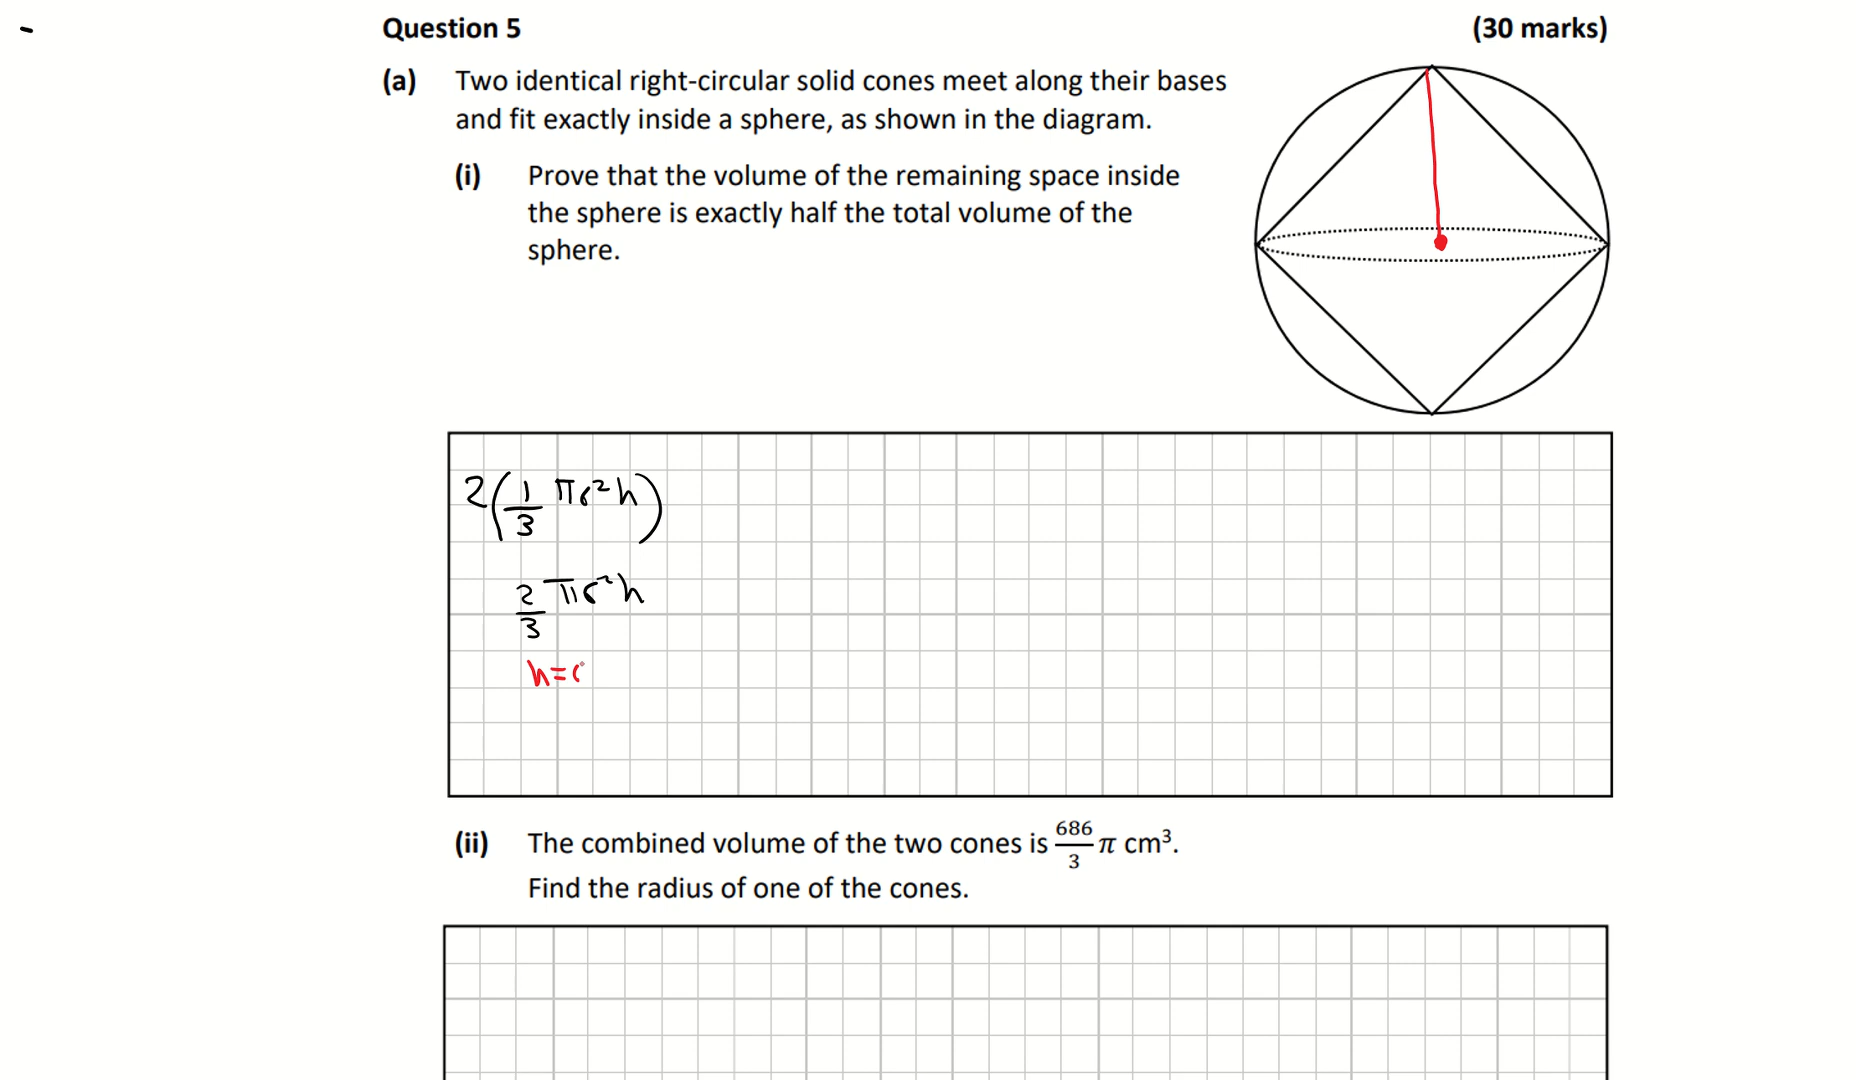 Question 5 (30 marks)
(a) Two identical right-circular solid cones meet along their bases
and fit exactly inside a sphere, as shown in the diagram.
(i) Prove that the volume of the remaining space inside
the sphere is exactly half the total volume of the
sphere.
2(1/3 πr²h)
2/3 πr²h
h=r
(ii) The combined volume of the two cones is 686/3 π cm³.
Find the radius of one of the cones.